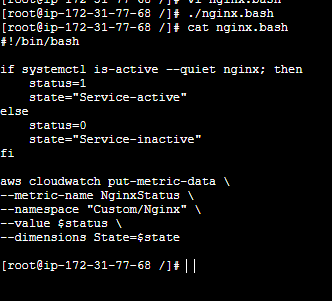 [root@ip-172-31-77-68 /]# vi nginx.bash
[root@ip-172-31-77-68 /]# ./nginx.bash
[root@ip-172-31-77-68 /]# cat nginx.bash
#!/bin/bash
if systemctl is-active --quiet nginx; then
status=1
state="Service-active"
else
status=0
state="Service-inactive"
fi
aws cloudwatch put-metric-data \
--metric-name NginxStatus \
--namespace "Custom/Nginx" \
--value $status \
--dimensions State=$state
[root@ip-172-31-77-68 /]#